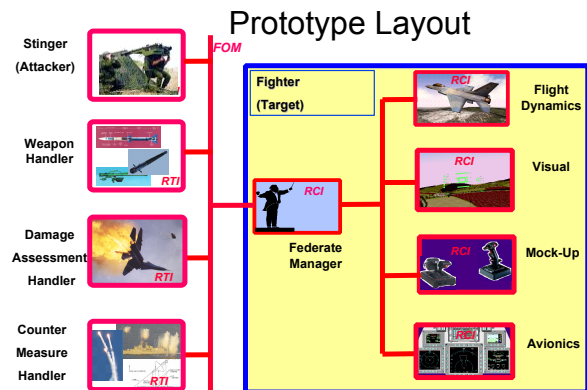 Prototype Layout
Stinger
(Attacker)
FOM
Weapon
Handler
RTI
Damage
Assessment
Handler
Counter
Measure
Handler
RTI
Fighter
(Target)
RCI
Federate
Manager
RCI
Flight
Dynamics
RCI
Visual
RCI
Mock-Up
RCI
Avionics